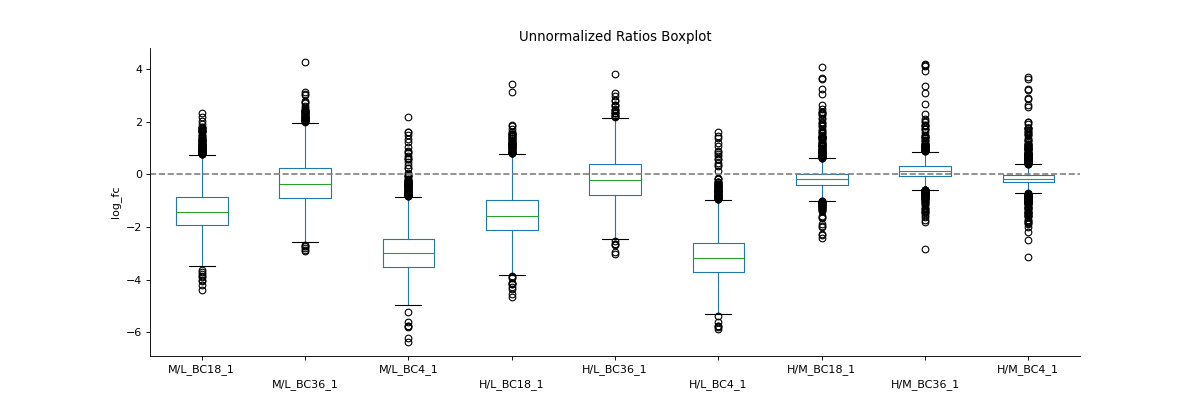 Unnormalized Ratios Boxplot
log_fc
4
2
0
−2
−4
−6
M/L_BC18_1
M/L_BC36_1
M/L_BC4_1
H/L_BC18_1
H/L_BC36_1
H/L_BC4_1
H/M_BC18_1
H/M_BC36_1
H/M_BC4_1